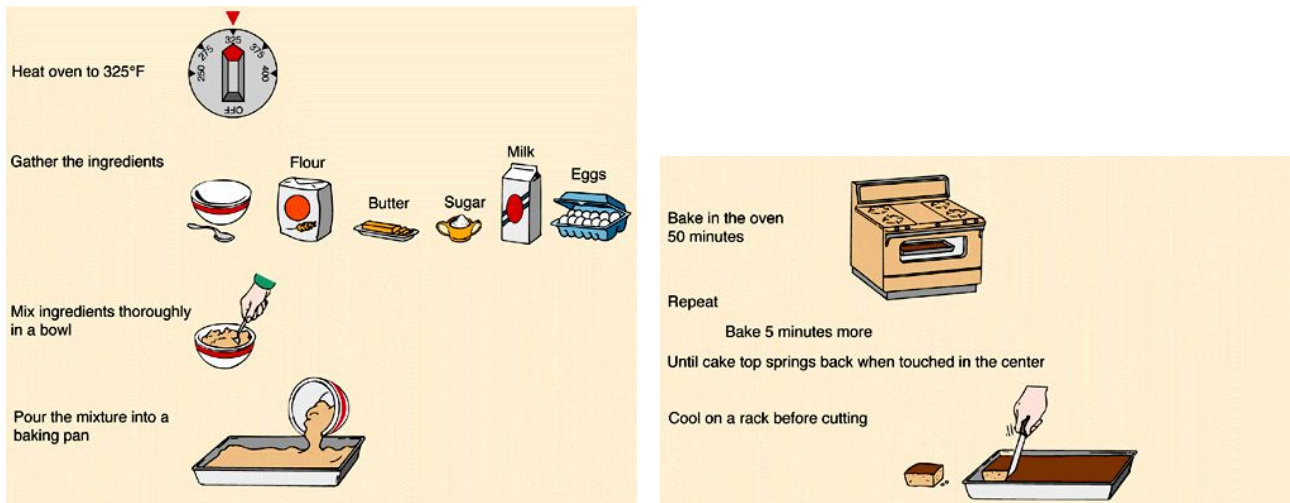 Heat oven to 325°F
250
275
325
375
400
OFF
Gather the ingredients
Flour
Butter
Sugar
Milk
Eggs
Mix ingredients thoroughly
in a bowl
Pour the mixture into a
baking pan
Bake in the oven
50 minutes
Repeat
Bake 5 minutes more
Until cake top springs back when touched in the center
Cool on a rack before cutting